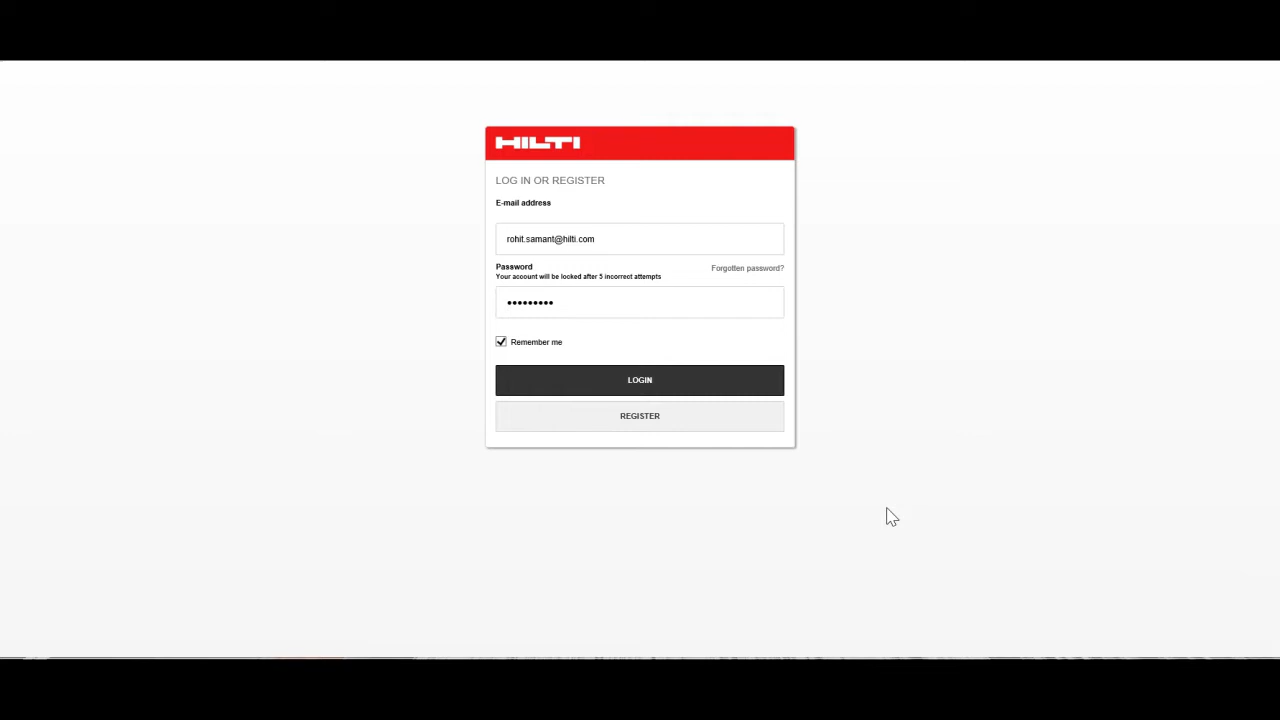 HILTI
LOG IN OR REGISTER
E-mail address
rohit.samant@hilti.com
Password
Forgotten password?
Your account will be locked after 5 incorrect attempts
•••••••••
Remember me
LOGIN
REGISTER